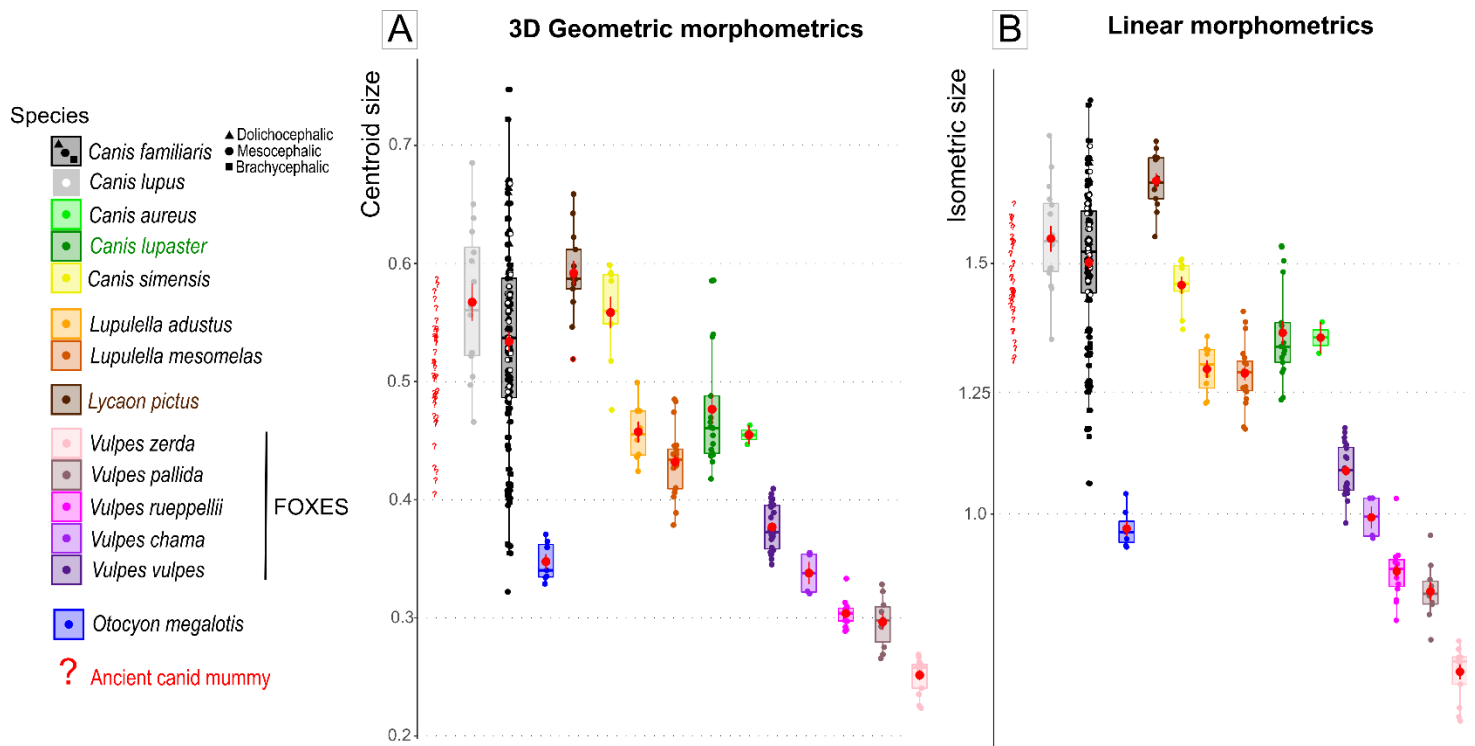 A
3D Geometric morphometrics
B
Linear morphometrics
Species
Canis familiaris
▲ Dolichocephalic
● Mesocephalic
■ Brachycephalic
Canis lupus
Canis aureus
Canis lupaster
Canis simensis
Lupulella adustus
Lupulella mesomelas
Lycaon pictus
Vulpes zerda
Vulpes pallida
Vulpes rueppellii
Vulpes chama
Vulpes vulpes
FOXES
Otocyon megalotis
? Ancient canid mummy
Centroid size
0.7
0.6
0.5
0.4
0.3
0.2
Isometric size
1.5
1.25
1.0